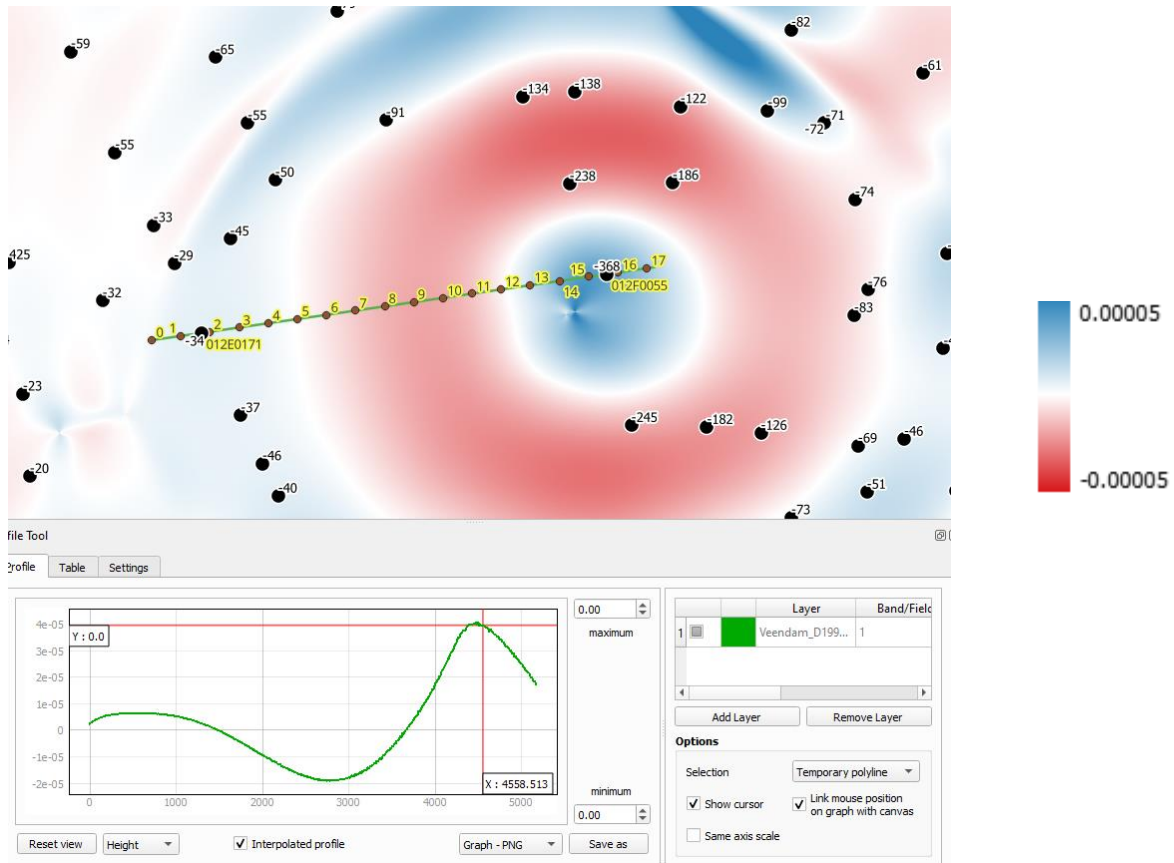 -59
-65
-82
-61
-134
-138
-122
-99
-71
-72
-55
-91
-55
-50
-238
-186
-74
-33
-45
-29
425
-32
-368
-76
-83
0 1 2 3 4 5 6 7 8 9 10 11 12 13 14 15 16 17
-34
012E0171
012F0055
-23
-37
-245
-182
-126
-46
-69
-46
-20
-40
-51
-73
0.00005
-0.00005
file Tool
Profile Table Settings
4e-05
3e-05
2e-05
1e-05
0
-1e-05
-2e-05
Y : 0.0
X : 4558.513
0 1000 2000 3000 4000 5000
0.00
maximum
minimum
0.00
Layer Band/Field
1 Veendam_D199... 1
Add Layer Remove Layer
Options
Selection Temporary polyline
Show cursor Link mouse position
on graph with canvas
Same axis scale
Reset view Height Interpolated profile Graph - PNG Save as